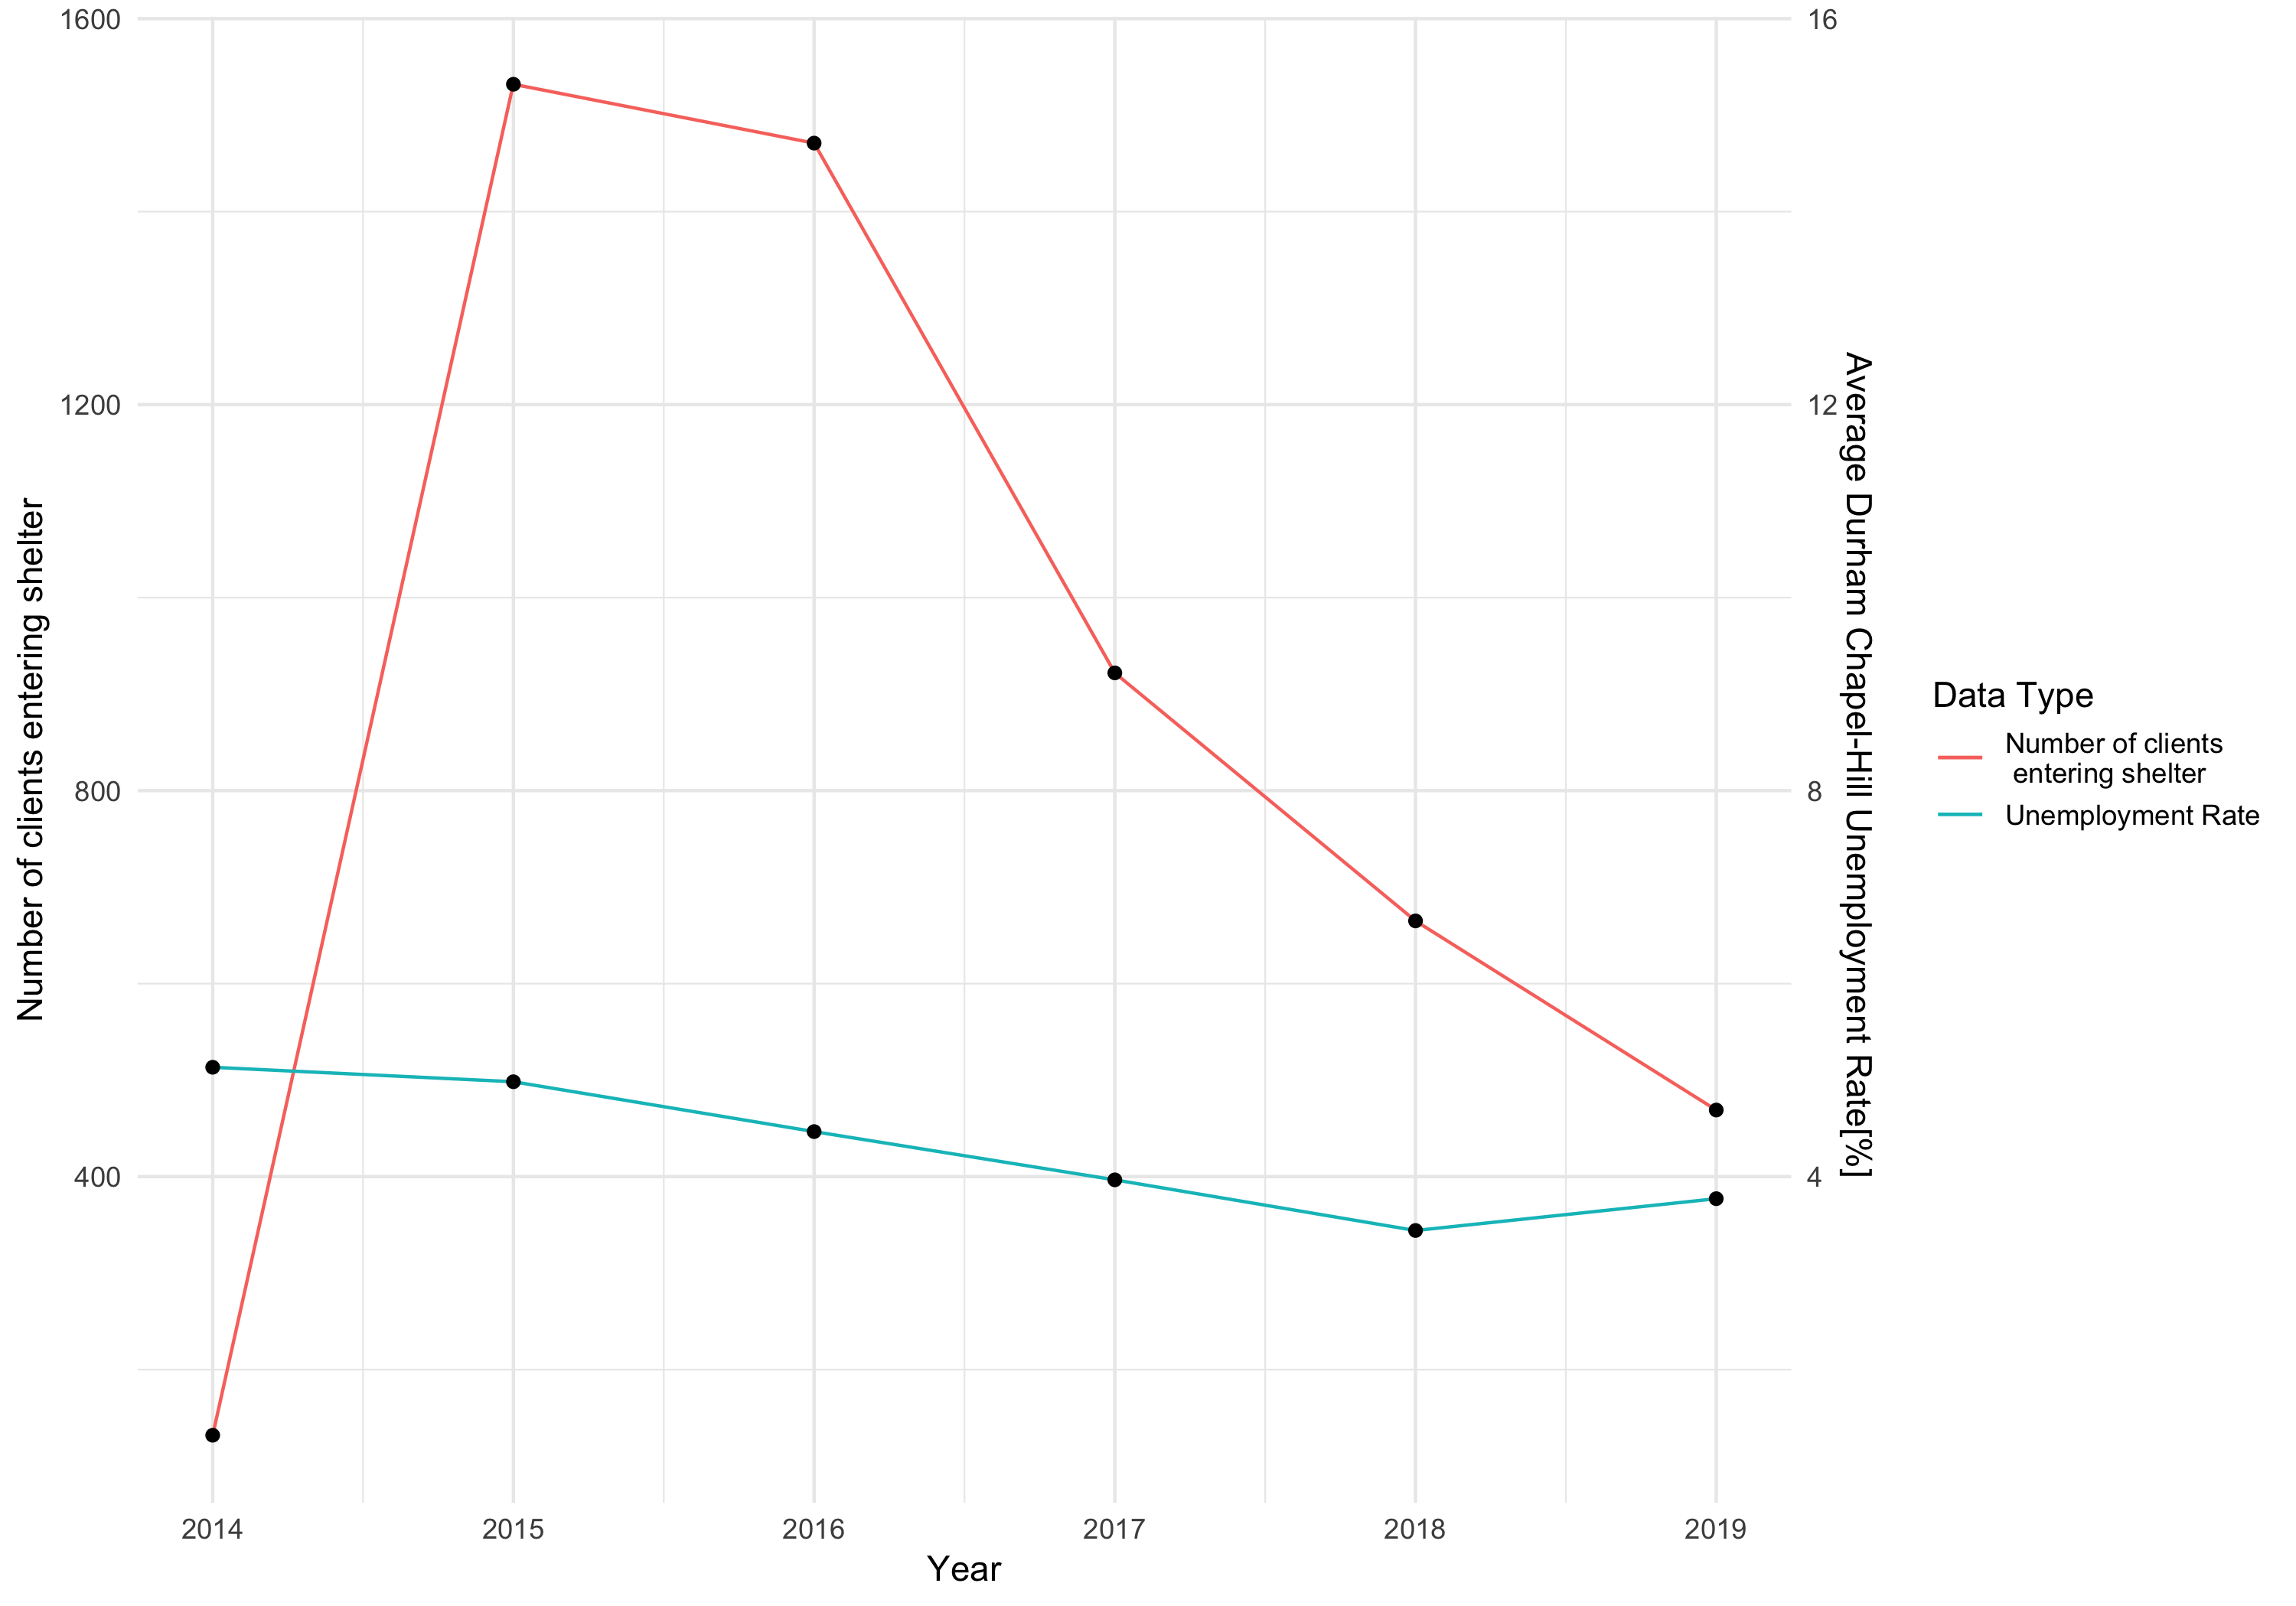 1600
1200
800
400
Number of clients entering shelter
2014
2015
2016
2017
2018
2019
Year
16
12
8
4
Average Durham Chapel-Hill Unemployment Rate[%]
Data Type
Number of clients
entering shelter
Unemployment Rate